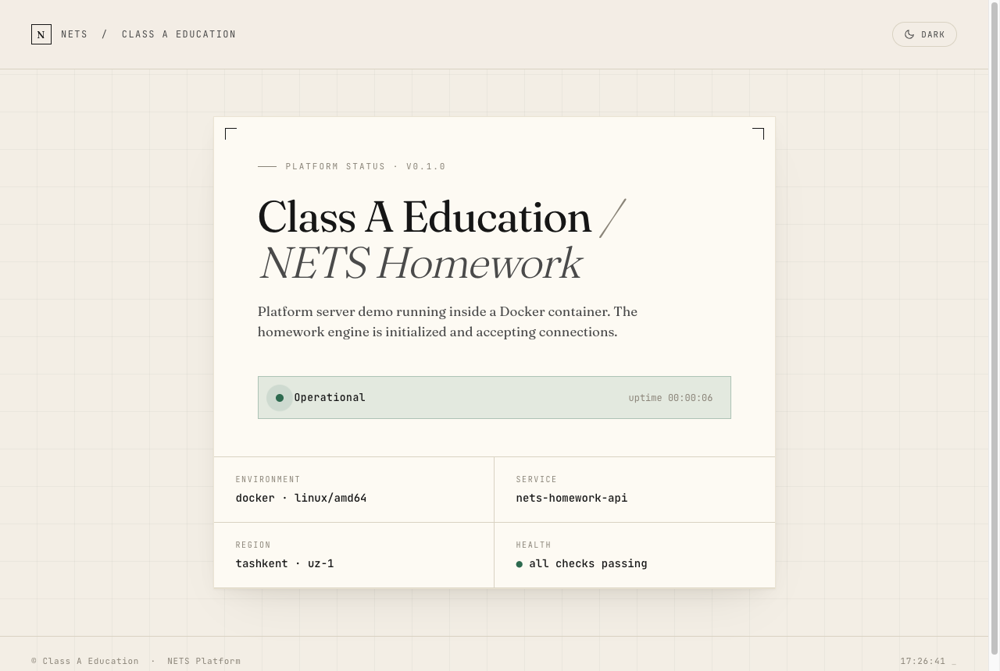 N NETS / CLASS A EDUCATION
DARK
PLATFORM STATUS · V0.1.0
Class A Education /
NETS Homework
Platform server demo running inside a Docker container. The
homework engine is initialized and accepting connections.
Operational
uptime 00:00:06
ENVIRONMENT
docker · linux/amd64
SERVICE
nets-homework-api
REGION
tashkent · uz-1
HEALTH
all checks passing
© Class A Education · NETS Platform
17:26:41 _